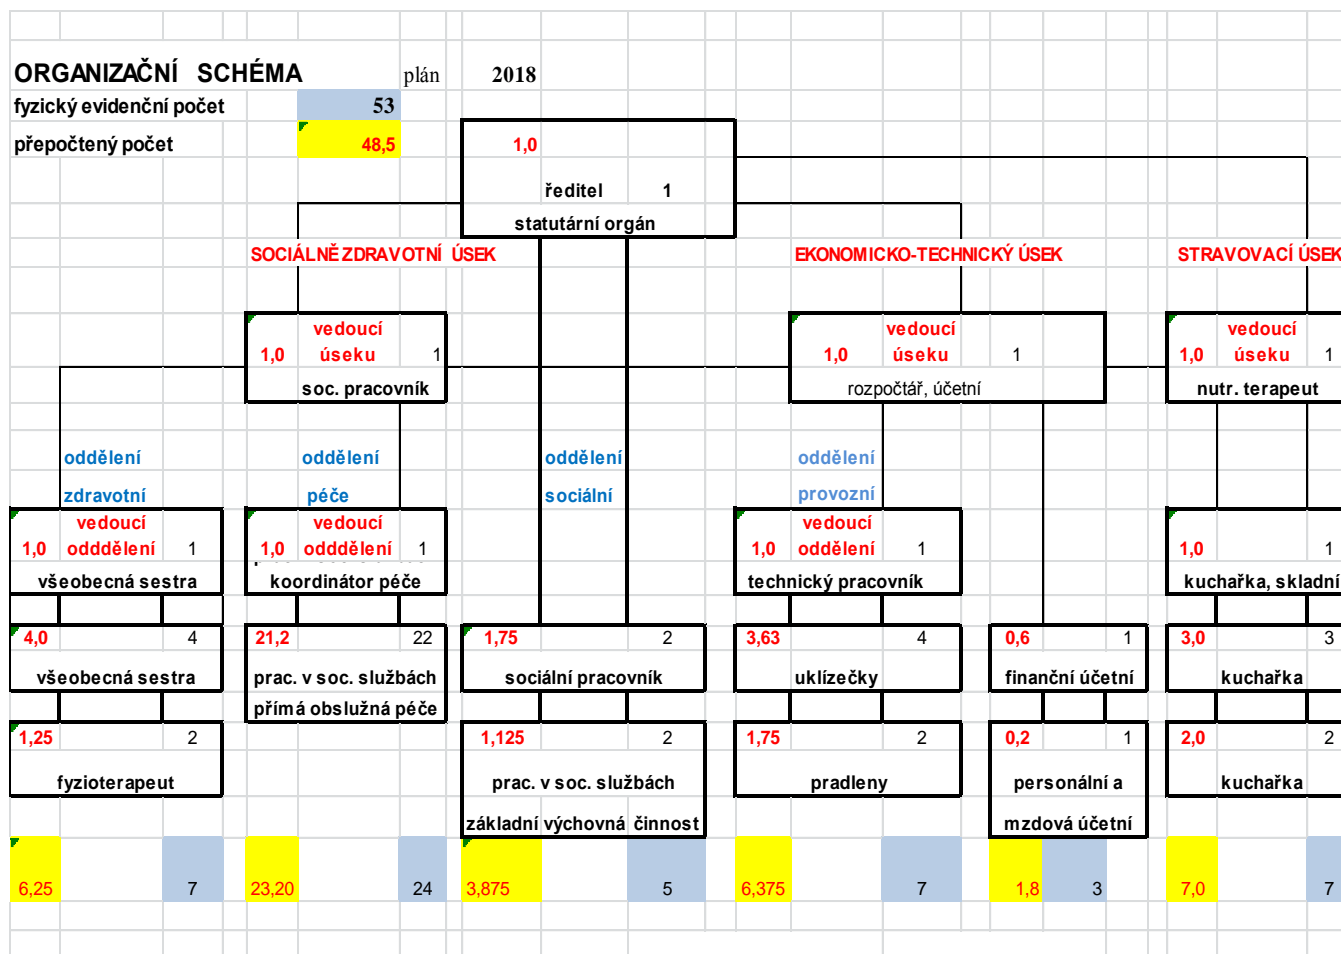 ORGANIZAČNÍ SCHÉMA plán 2018
fyzický evidenční počet 53
přepočtený počet 48,5
1,0
ředitel 1
statutární orgán
SOCIÁLNĚ ZDRAVOTNÍ ÚSEK EKONOMICKO-TECHNICKÝ ÚSEK STRAVOVACÍ ÚSEK
vedoucí vedoucí vedoucí
1,0 úseku 1 1,0 úseku 1 1,0 úseku 1
soc. pracovník rozpočtář, účetní nutr. terapeut
oddělení oddělení oddělení oddělení
zdravotní péče sociální provozní
vedoucí vedoucí vedoucí
1,0 odddělení 1 1,0 odddělení 1 1,0 oddělení 1 1,0 1
všeobecná sestra koordinátor péče technický pracovník kuchařka, skladní
4,0 4 21,2 22 1,75 2 3,63 4 0,6 1 3,0 3
všeobecná sestra prac. v soc. službách sociální pracovník uklízečky finanční účetní kuchařka
přímá obslužná péče
1,25 2 1,125 2 1,75 2 0,2 1 2,0 2
fyzioterapeut prac. v soc. službách pradleny personální a kuchařka
základní výchovná činnost mzdová účetní
6,25 7 23,20 24 3,875 5 6,375 7 1,8 3 7,0 7